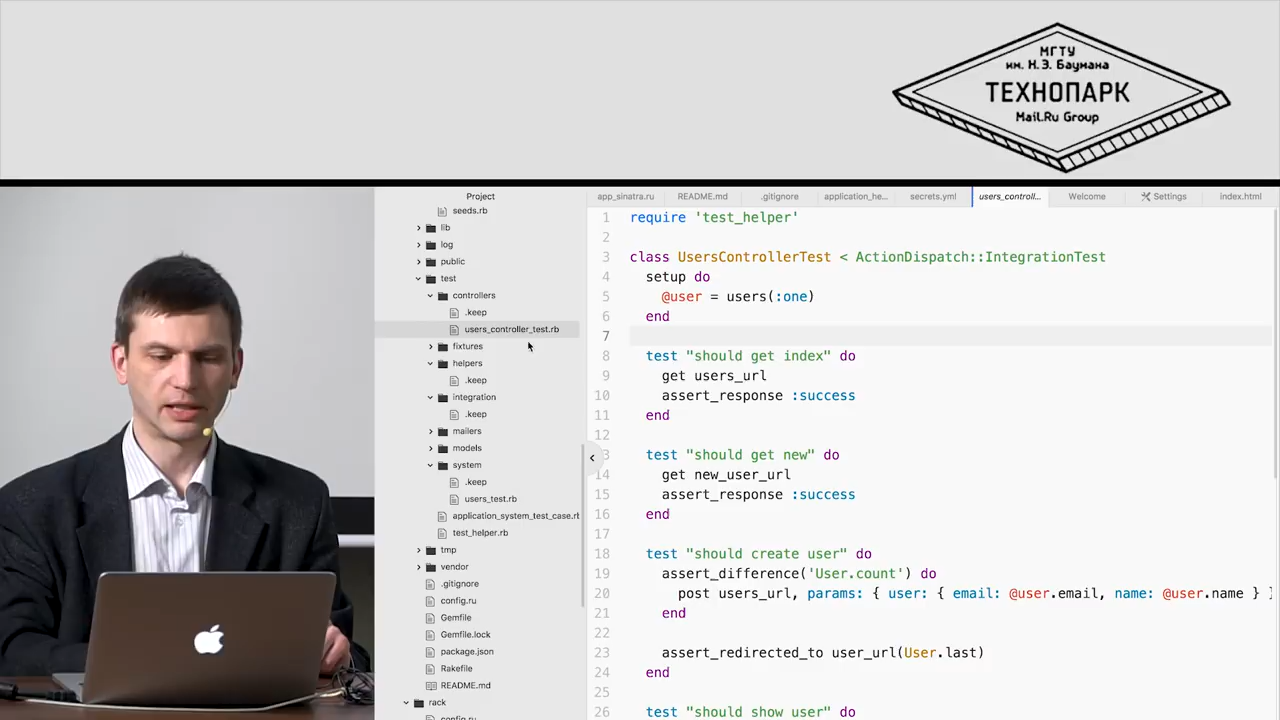 МГТУ
им. Н.Э. Баумана
ТЕХНОПАРК
Mail.Ru Group
Project
app_sinatra.ru
README.md
.gitignore
application_he...
secrets.yml
users_controll...
Welcome
Settings
index.html
seeds.rb
lib
log
public
test
controllers
.keep
users_controller_test.rb
fixtures
helpers
.keep
integration
.keep
mailers
models
system
.keep
users_test.rb
application_system_test_case.rb
test_helper.rb
tmp
vendor
.gitignore
config.ru
Gemfile
Gemfile.lock
package.json
Rakefile
README.md
rack
config.ru
1 require 'test_helper'
2
3 class UsersControllerTest < ActionDispatch::IntegrationTest
4 setup do
5 @user = users(:one)
6 end
7
8 test "should get index" do
9 get users_url
10 assert_response :success
11 end
12
13 test "should get new" do
14 get new_user_url
15 assert_response :success
16 end
17
18 test "should create user" do
19 assert_difference('User.count') do
20 post users_url, params: { user: { email: @user.email, name: @user.name } }
21 end
22
23 assert_redirected_to user_url(User.last)
24 end
25
26 test "should show user" do